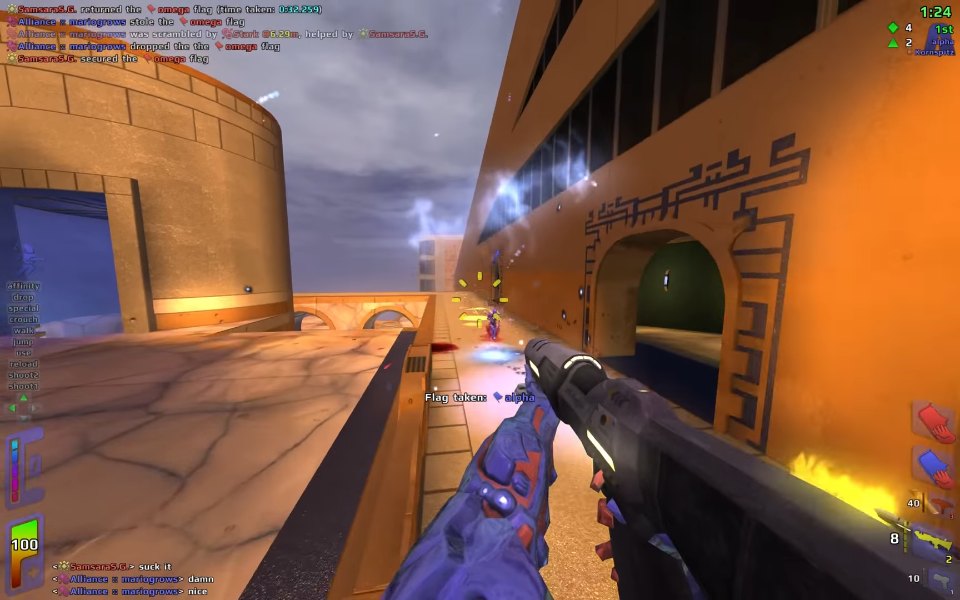 SamsaraS.G. returned the omega flag (time taken: 0:32.259)
Alliance :: mariogrows stole the omega flag
Alliance :: mariogrows was scrambled by Stark @6.29m, helped by SamsaraS.G.
Alliance :: mariogrows dropped the the omega flag
SamsaraS.G. secured the omega flag
1:24
4 1st
2 alpha
Kornspitz
affinity
drop
special
crouch
walk
jump
use
reload
shoot2
shoot1
Flag taken: alpha
100
40
8
2
10
<SamsaraS.G.> suck it
<Alliance :: mariogrows> damn
<Alliance :: mariogrows> nice